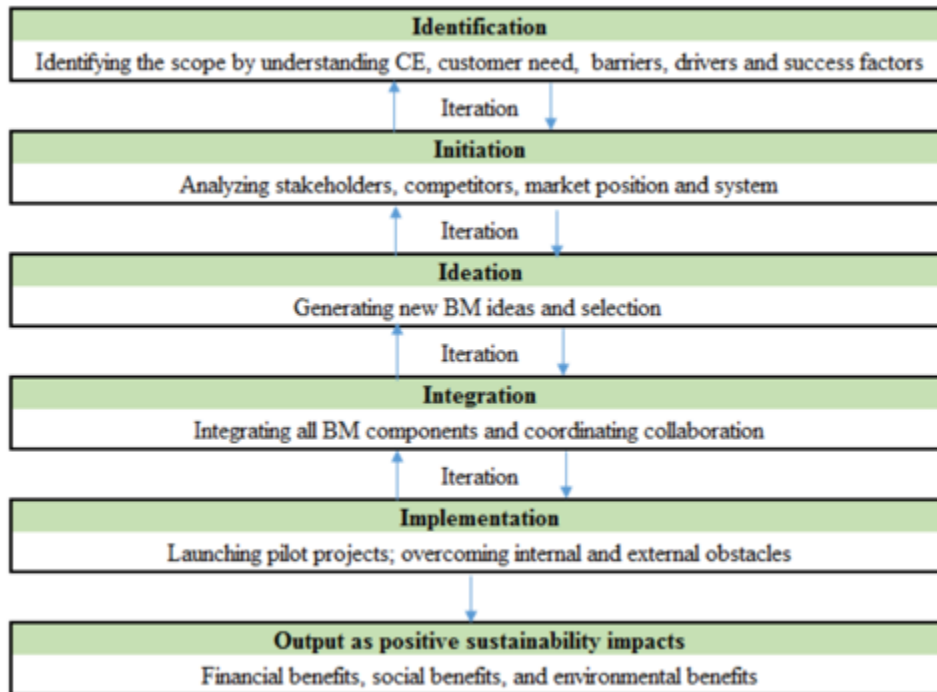 Identification
Identifying the scope by understanding CE, customer need, barriers, drivers and success factors
Iteration
Initiation
Analyzing stakeholders, competitors, market position and system
Iteration
Ideation
Generating new BM ideas and selection
Iteration
Integration
Integrating all BM components and coordinating collaboration
Iteration
Implementation
Launching pilot projects; overcoming internal and external obstacles
Output as positive sustainability impacts
Financial benefits, social benefits, and environmental benefits